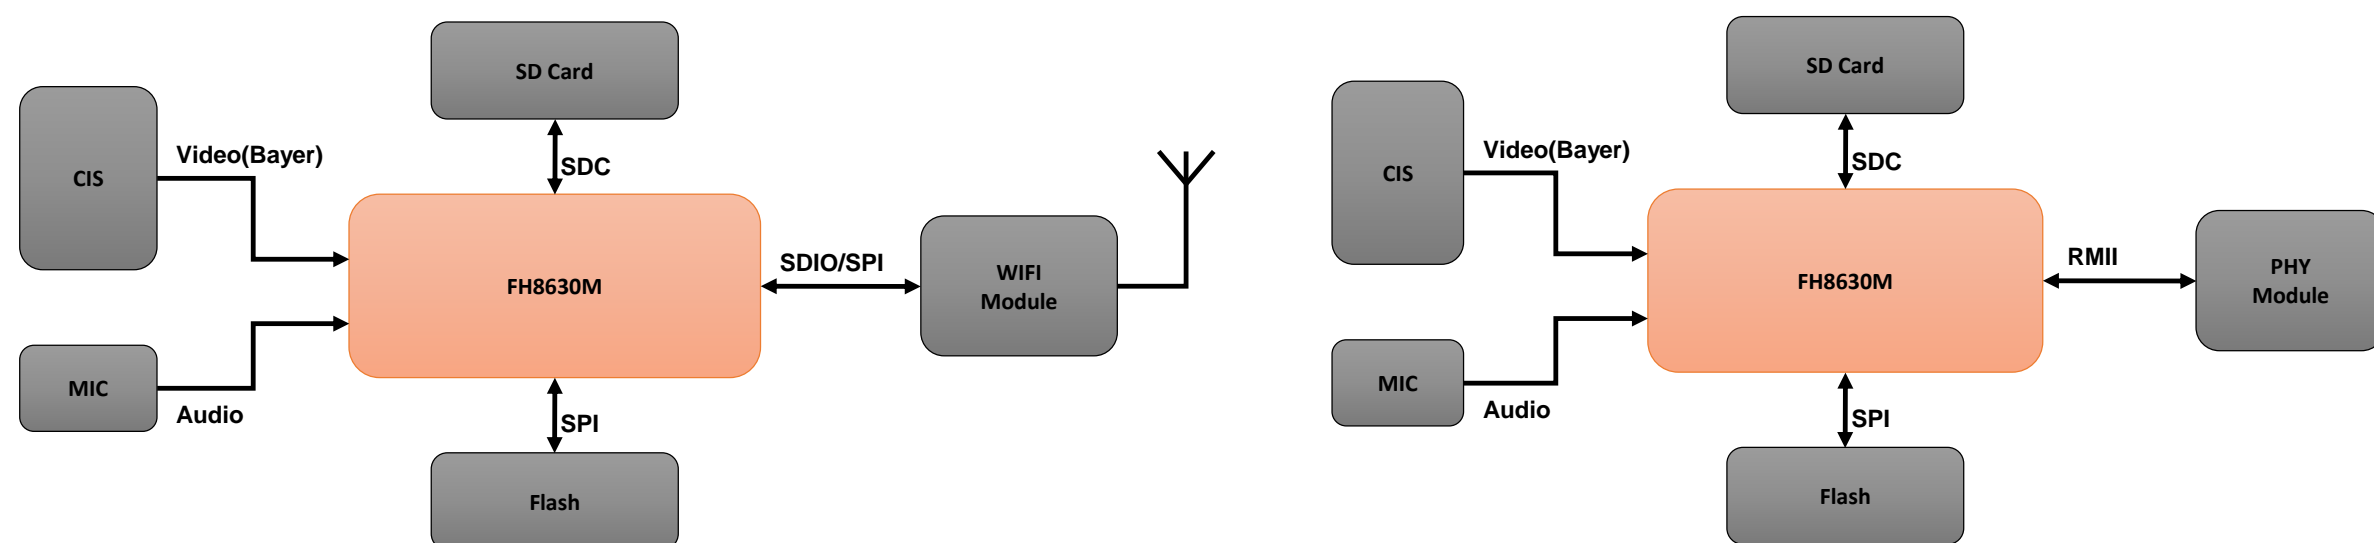 SD Card
CIS
Video(Bayer)
SDC
FH8630M
SDIO/SPI
WIFI
Module
MIC
Audio
SPI
Flash
SD Card
CIS
Video(Bayer)
SDC
FH8630M
RMII
PHY
Module
MIC
Audio
SPI
Flash